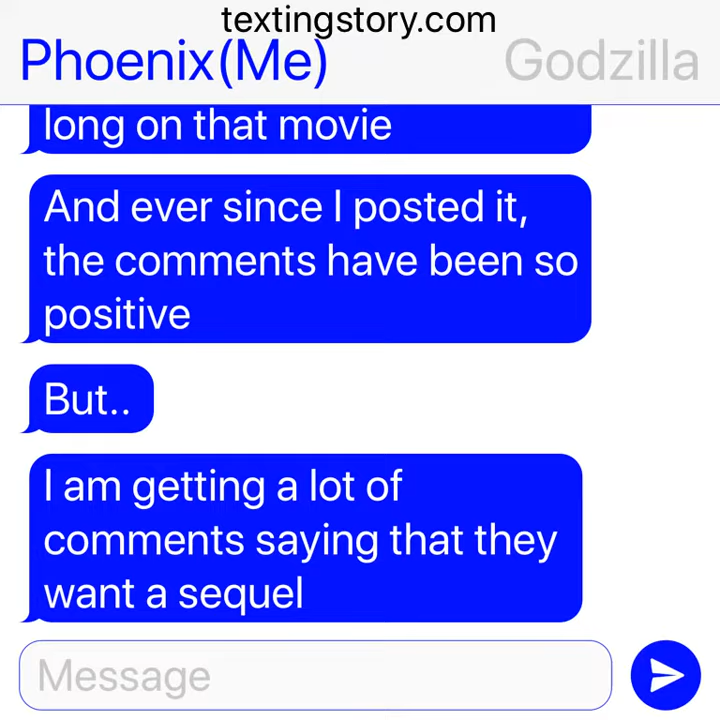 textingstory.com
Phoenix(Me) Godzilla
long on that movie
And ever since I posted it,
the comments have been so
positive
But..
I am getting a lot of
comments saying that they
want a sequel
Message